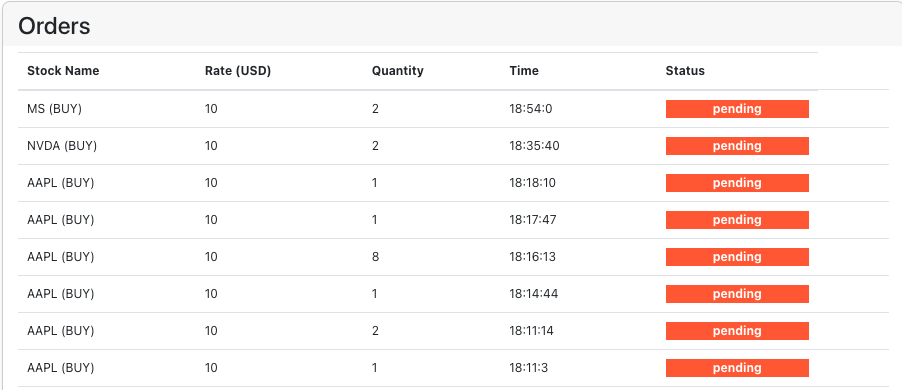 Orders
Stock Name Rate (USD) Quantity Time Status
MS (BUY) 10 2 18:54:0 pending
NVDA (BUY) 10 2 18:35:40 pending
AAPL (BUY) 10 1 18:18:10 pending
AAPL (BUY) 10 1 18:17:47 pending
AAPL (BUY) 10 8 18:16:13 pending
AAPL (BUY) 10 1 18:14:44 pending
AAPL (BUY) 10 2 18:11:14 pending
AAPL (BUY) 10 1 18:11:3 pending